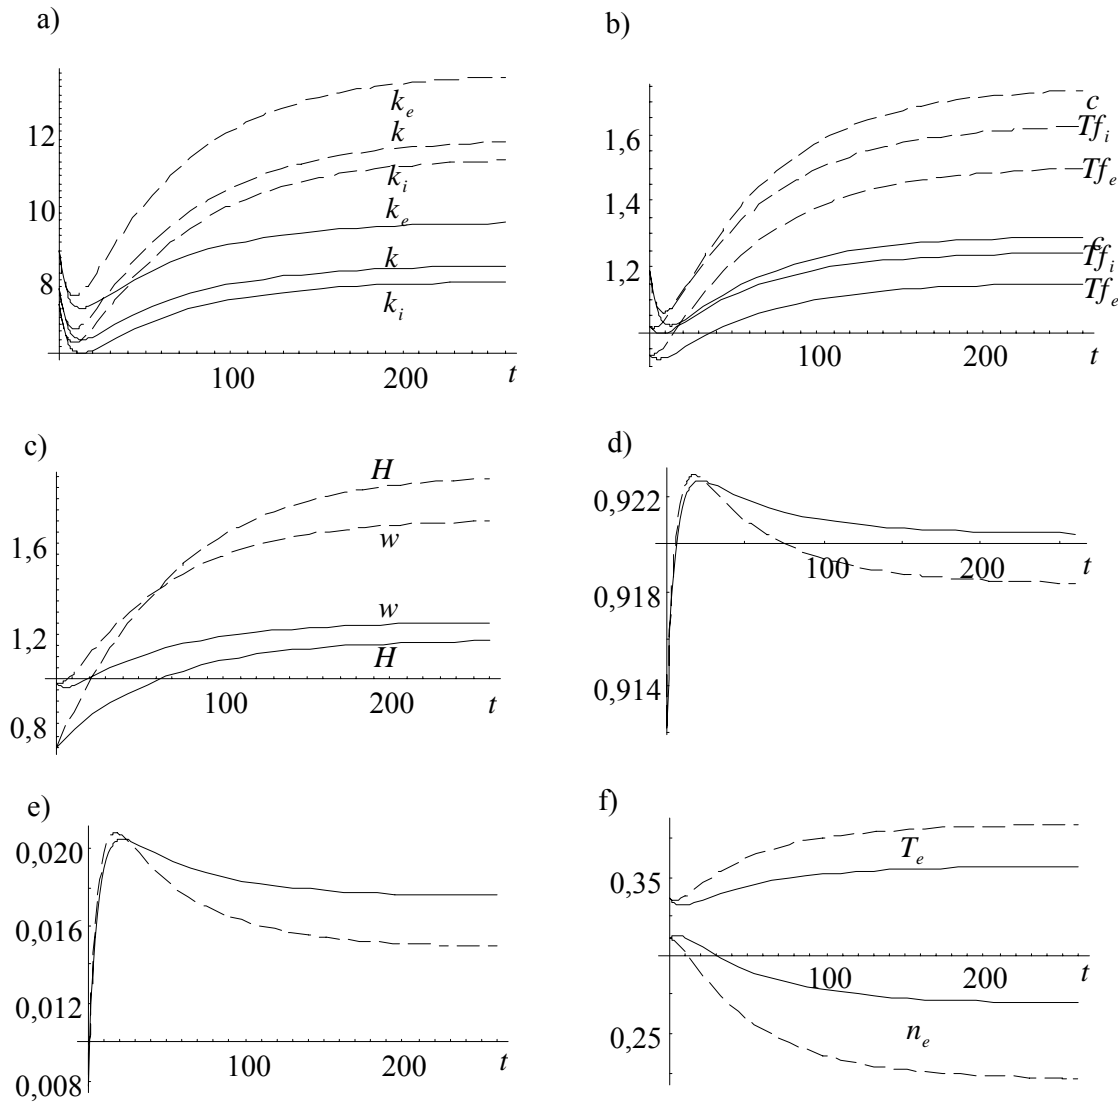 a)
12
10
8
k_e
k
k_i
k_e
k
k_i
100
200
t
b)
1,6
1,4
1,2
c
Tf_i
Tf_e
c
Tf_i
Tf_e
100
200
t
c)
1,6
1,2
0,8
H
w
w
H
100
200
t
d)
0,922
0,918
0,914
100
200
t
e)
0,020
0,016
0,012
0,008
100
200
t
f)
0,35
0,25
T_e
n_e
100
200
t